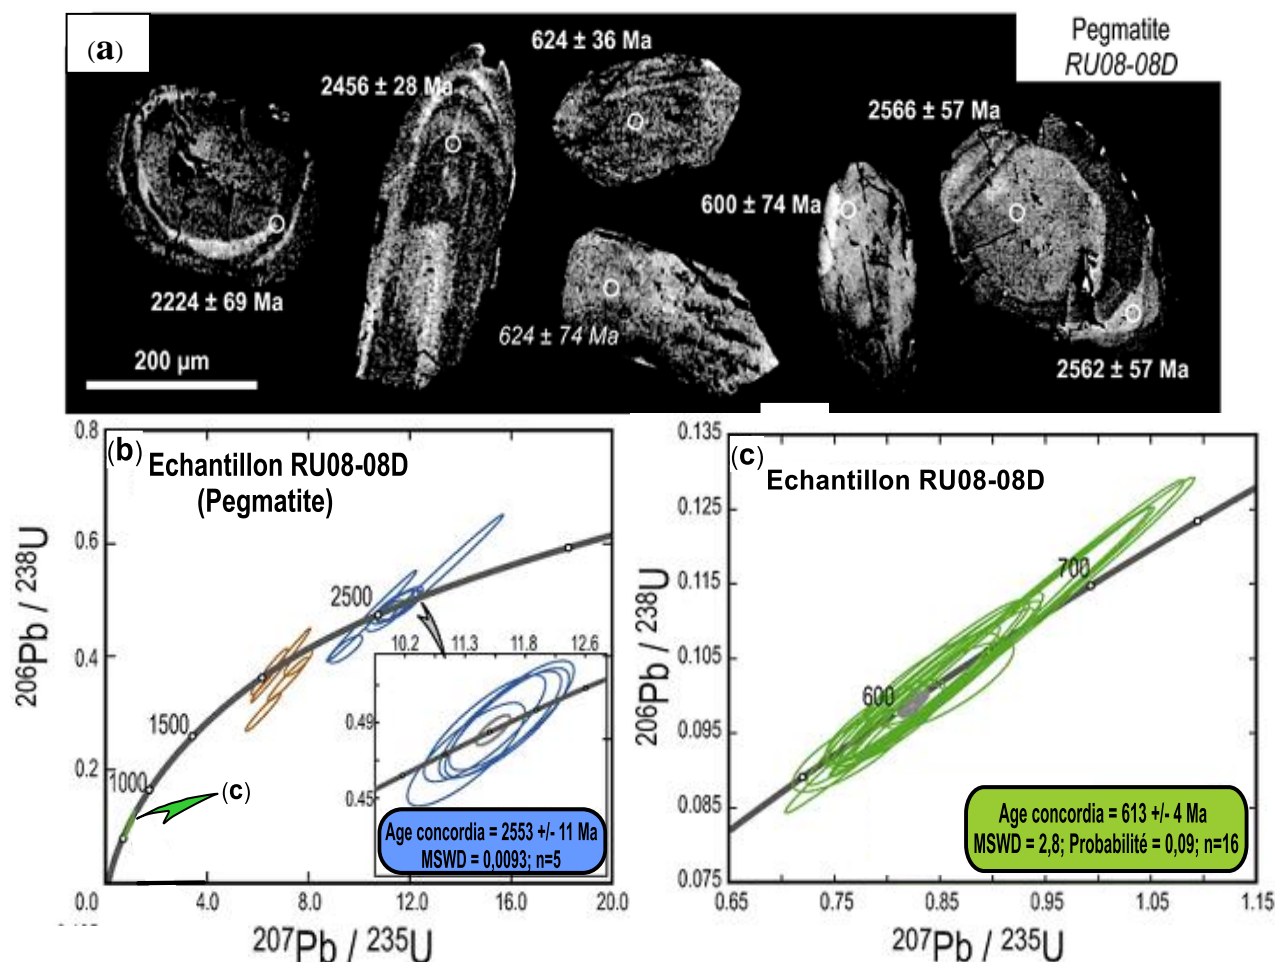 (a)
Pegmatite
RU08-08D
624 ± 36 Ma
2456 ± 28 Ma
2566 ± 57 Ma
600 ± 74 Ma
2224 ± 69 Ma
624 ± 74 Ma
2562 ± 57 Ma
200 µm
(b) Echantillon RU08-08D
(Pegmatite)
206Pb / 238U
0.8
0.6
0.4
0.2
0.0
4.0
8.0
12.0
16.0
20.0
2500
1500
1000
(c)
10.2
11.3
11.8
12.6
0.49
0.45
Age concordia = 2553 +/- 11 Ma
MSWD = 0,0093; n=5
207Pb / 235U
(c) Echantillon RU08-08D
206Pb / 238U
0.135
0.125
0.115
0.105
0.095
0.085
0.075
700
600
Age concordia = 613 +/- 4 Ma
MSWD = 2,8; Probabilité = 0,09; n=16
0.65
0.75
0.85
0.95
1.05
1.15
207Pb / 235U